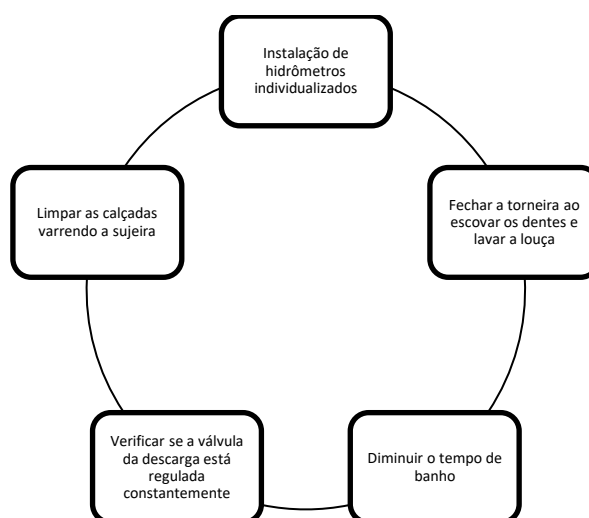 Instalação de
hidrômetros
individualizados
Fechar a torneira ao
escovar os dentes e
lavar a louça
Diminuir o tempo de
banho
Verificar se a válvula
da descarga está
regulada
constantemente
Limpar as calçadas
varrendo a sujeira